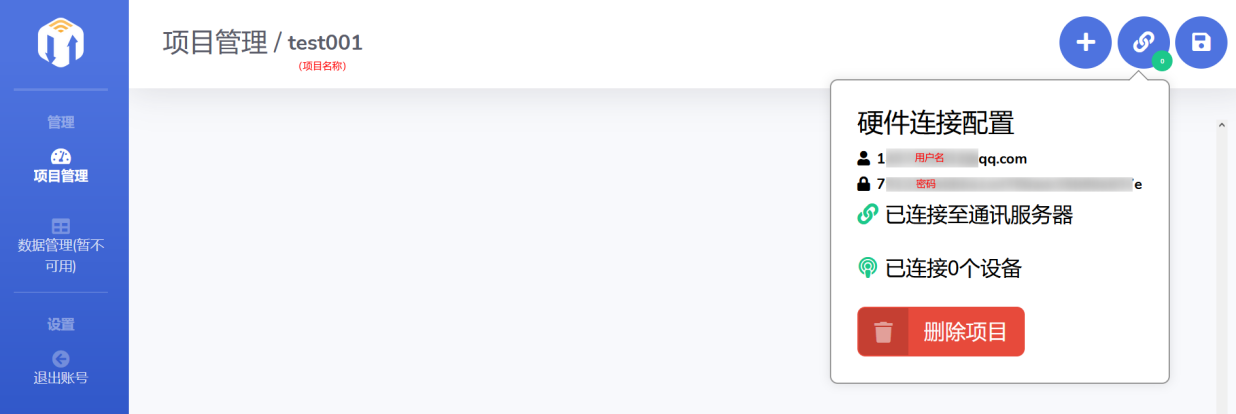 项目管理 / test001
(项目名称)
0
管理
项目管理
数据管理(暂不
可用)
设置
退出账号
硬件连接配置
1 用户名 qq.com
7 密码 e
已连接至通讯服务器
已连接0个设备
删除项目